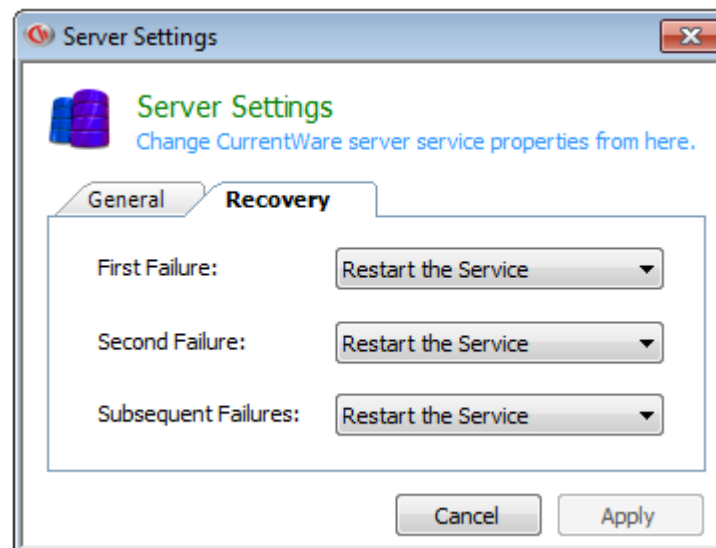 Server Settings
Server Settings
Change CurrentWare server service properties from here.
General
Recovery
First Failure:
Restart the Service
Second Failure:
Restart the Service
Subsequent Failures:
Restart the Service
Cancel
Apply